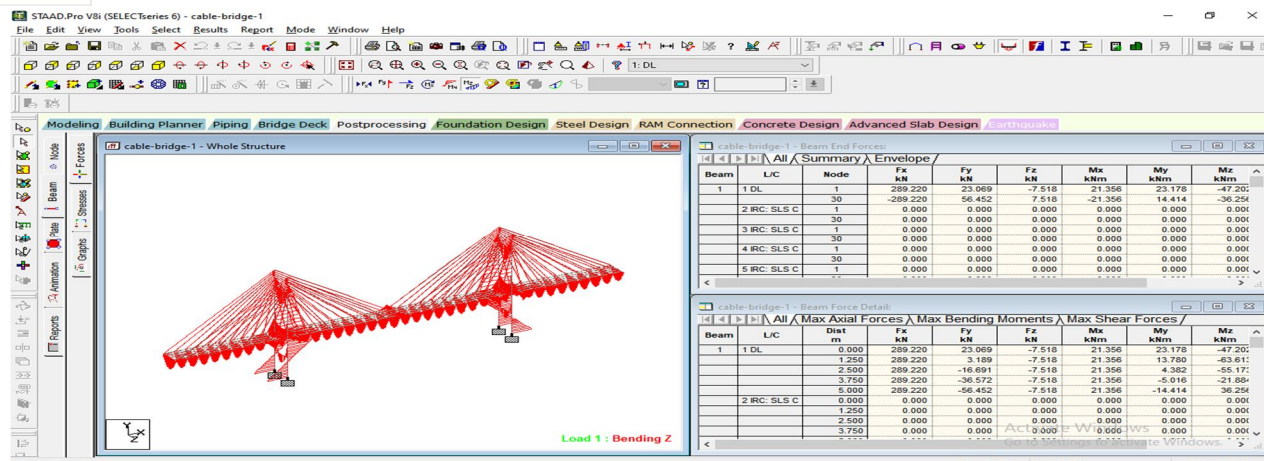 STAAD.Pro V8i (SELECTseries 6) - cable-bridge-1
File Edit View Tools Select Results Report Mode Window Help
1: DL
Modeling Building Planner Piping Bridge Deck Postprocessing Foundation Design Steel Design RAM Connection Concrete Design Advanced Slab Design Earthquake
Node
Beam
Plate
Animation
Reports
Forces
Stresses
Graphs
cable-bridge-1 - Whole Structure
Y
X
Z
Load 1 : Bending Z
cable-bridge-1 - Beam End Forces:
All Summary Envelope
Beam L/C Node Fx kN Fy kN Fz kN Mx kNm My kNm Mz kNm
1 1 DL 1 289.220 23.069 -7.518 21.356 23.178 -47.202
30 -289.220 56.452 7.518 -21.356 14.414 -36.256
2 IRC: SLS C 1 0.000 0.000 0.000 0.000 0.000 0.000
30 0.000 0.000 0.000 0.000 0.000 0.000
3 IRC: SLS C 1 0.000 0.000 0.000 0.000 0.000 0.000
30 0.000 0.000 0.000 0.000 0.000 0.000
4 IRC: SLS C 1 0.000 0.000 0.000 0.000 0.000 0.000
30 0.000 0.000 0.000 0.000 0.000 0.000
5 IRC: SLS C 1 0.000 0.000 0.000 0.000 0.000 0.000
cable-bridge-1 - Beam Force Detail:
All Max Axial Forces Max Bending Moments Max Shear Forces
Beam L/C Dist m Fx kN Fy kN Fz kN Mx kNm My kNm Mz kNm
1 1 DL 0.000 289.220 23.069 -7.518 21.356 23.178 -47.202
1.250 289.220 3.189 -7.518 21.356 13.780 -63.613
2.500 289.220 -16.691 -7.518 21.356 4.382 -55.173
3.750 289.220 -36.572 -7.518 21.356 -5.016 -21.884
5.000 289.220 -56.452 -7.518 21.356 -14.414 36.256
2 IRC: SLS C 0.000 0.000 0.000 0.000 0.000 0.000 0.000
1.250 0.000 0.000 0.000 0.000 0.000 0.000
2.500 0.000 0.000 0.000 0.000 0.000 0.000
3.750 0.000 0.000 0.000 0.000 0.000 0.000
Activate Windows
Go to Settings to activate Windows.